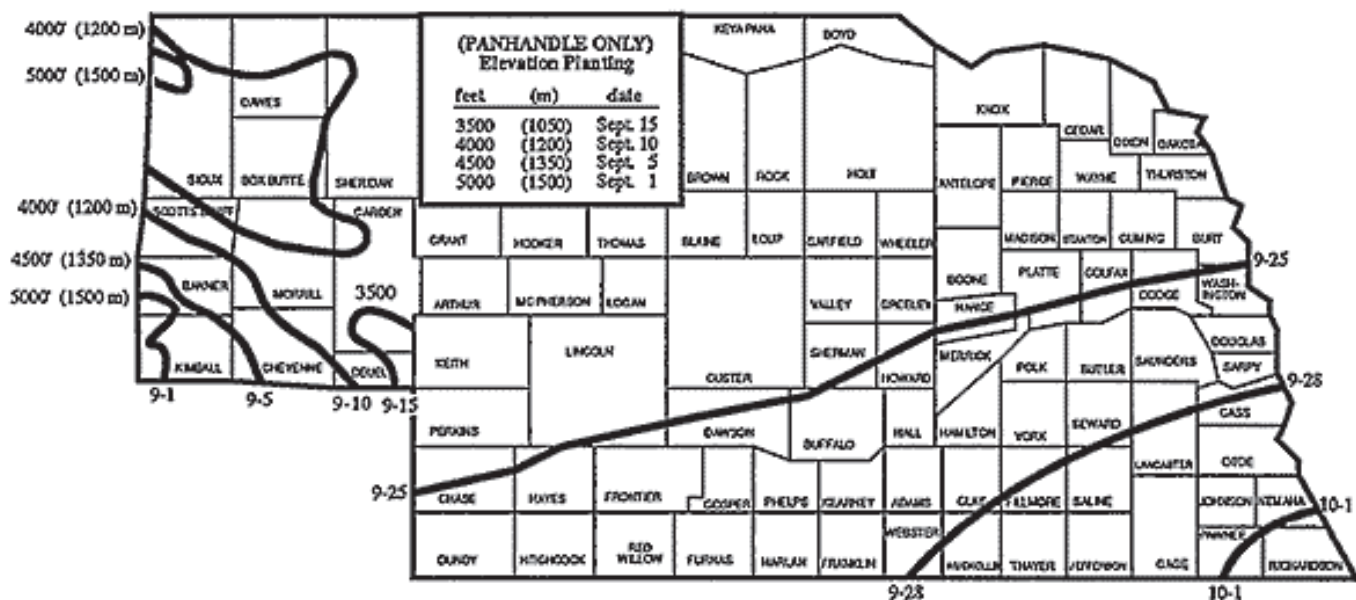 4000' (1200 m)
5000' (1500 m)
4000' (1200 m)
4500' (1350 m)
5000' (1500 m)
(PANHANDLE ONLY)
Elevation Planting
feet (m) date
3500 (1050) Sept. 15
4000 (1200) Sept. 10
4500 (1350) Sept. 5
5000 (1500) Sept. 1
KEYA PAHA
BOYD
DAWES
KNOX
CEDAR
DIXON
DAKOTA
SIOUX
BOX BUTTE
SHERIDAN
BROWN
ROCK
HOLT
ANTELOPE
PIERCE
WAYNE
THURSTON
SCOTTS BLUFF
GARDEN
GRANT
HOOKER
THOMAS
BLAINE
LOUP
GARFIELD
WHEELER
MADISON
STANTON
CUMING
BURT
BANNER
MORRILL
3500
ARTHUR
MC PHERSON
LOGAN
VALLEY
GREELEY
BOONE
PLATTE
COLFAX
DODGE
WASH-
INGTON
9-25
NANCE
KIMBALL
CHEYENNE
DEUEL
KEITH
LINCOLN
CUSTER
SHERMAN
HOWARD
MERRICK
POLK
BUTLER
SAUNDERS
DOUGLAS
SARPY
9-28
9-1
9-5
9-10
9-15
PERKINS
DAWSON
BUFFALO
HALL
HAMILTON
YORK
SEWARD
LANCASTER
CASS
OTOE
9-25
CHASE
HAYES
FRONTIER
GOSPER
PHELPS
KEARNEY
ADAMS
CLAY
FILLMORE
SALINE
JOHNSON
NEMAHA
10-1
DUNDY
HITCHCOCK
RED
WILLOW
FURNAS
HARLAN
FRANKLIN
WEBSTER
NUCKOLLS
THAYER
JEFFERSON
GAGE
PAWNEE
RICHARDSON
9-28
10-1